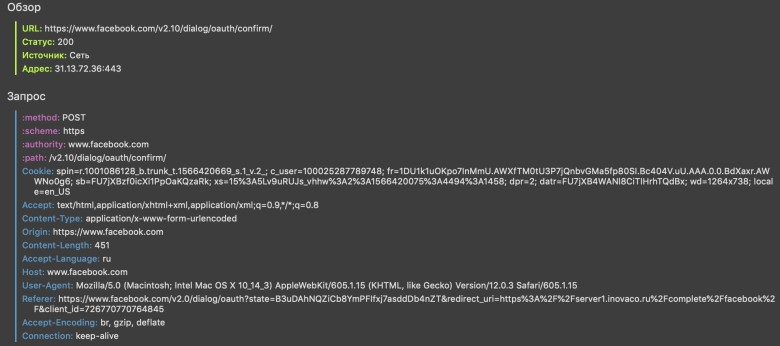 Обзор
URL: https://www.facebook.com/v2.10/dialog/oauth/confirm/
Статус: 200
Источник: Сеть
Адрес: 31.13.72.36:443
Запрос
:method: POST
:scheme: https
:authority: www.facebook.com
:path: /v2.10/dialog/oauth/confirm/
Cookie: spin=r.1001086128_b.trunk_t.1566420669_s.1_v.2_; c_user=100025287789748; fr=1DU1k1uOKpo7InMmU.AWXfTM0tU3P7jQnbvGMa5fp80SI.Bc404V.uU.AAA.0.0.BdXaxr.AW
WNo0g6; sb=FU7jXBzf0icXi1PpOaKQzaRk; xs=15%3A5Lv9uRUJs_vhhw%3A2%3A1566420075%3A4494%3A1458; dpr=2; datr=FU7jXB4WANI8CiTIHrhTQdBx; wd=1264x738; local
e=en_US
Accept: text/html,application/xhtml+xml,application/xml;q=0.9,*/*;q=0.8
Content-Type: application/x-www-form-urlencoded
Origin: https://www.facebook.com
Content-Length: 451
Accept-Language: ru
Host: www.facebook.com
User-Agent: Mozilla/5.0 (Macintosh; Intel Mac OS X 10_14_3) AppleWebKit/605.1.15 (KHTML, like Gecko) Version/12.0.3 Safari/605.1.15
Referer: https://www.facebook.com/v2.0/dialog/oauth?state=B3uDAhNQZiCb8YmPFIfxj7asddDb4nZT&redirect_uri=https%3A%2F%2Fserver1.inovaco.ru%2Fcomplete%2Ffacebook%2
F&client_id=726770770764845
Accept-Encoding: br, gzip, deflate
Connection: keep-alive